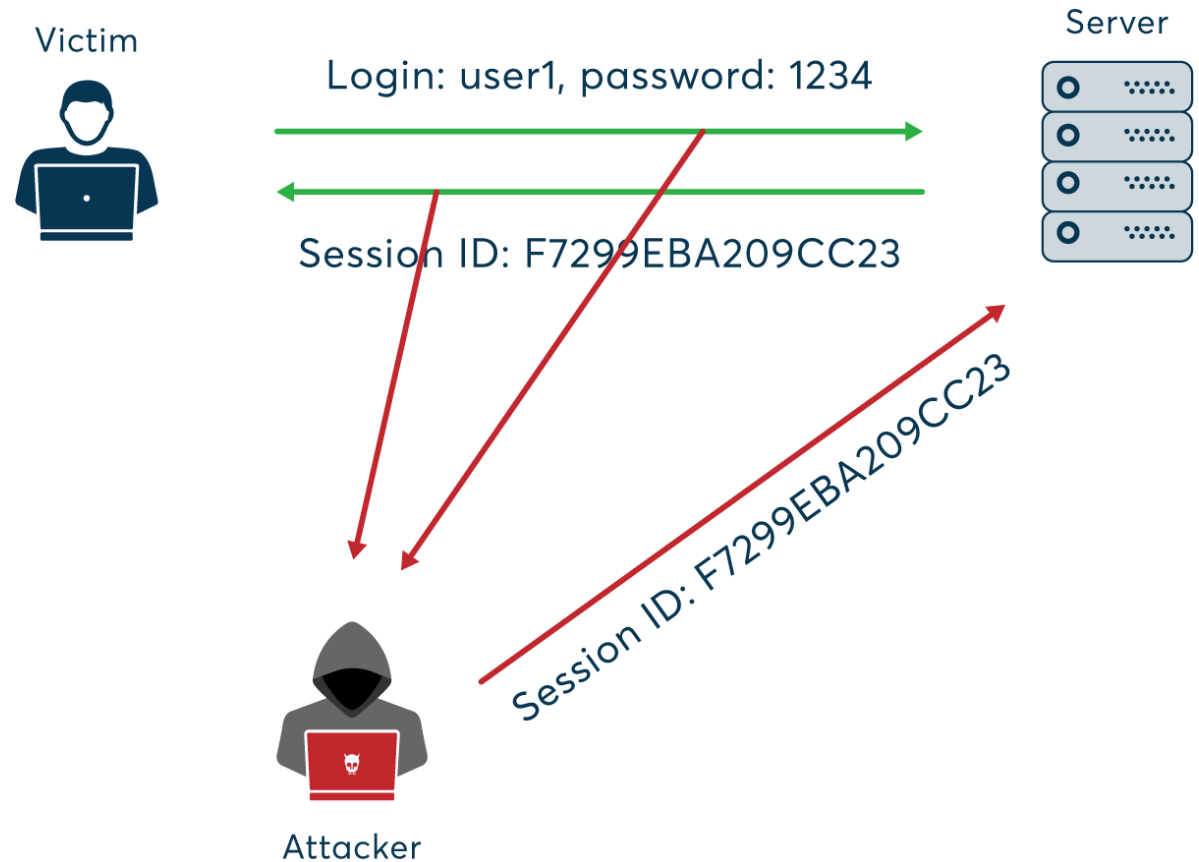 Victim
Server
Login: user1, password: 1234
Session ID: F7299EBA209CC23
Session ID: F7299EBA209CC23
Attacker